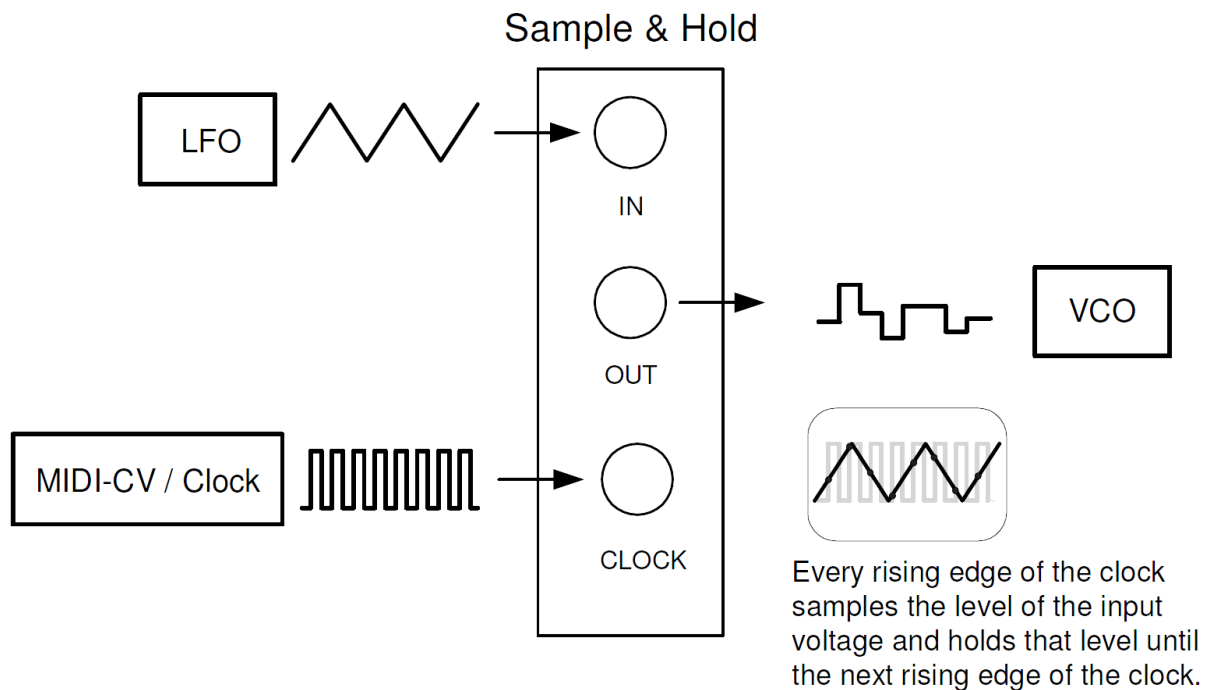 Sample & Hold
LFO
IN
OUT
VCO
MIDI-CV / Clock
CLOCK
Every rising edge of the clock
samples the level of the input
voltage and holds that level until
the next rising edge of the clock.